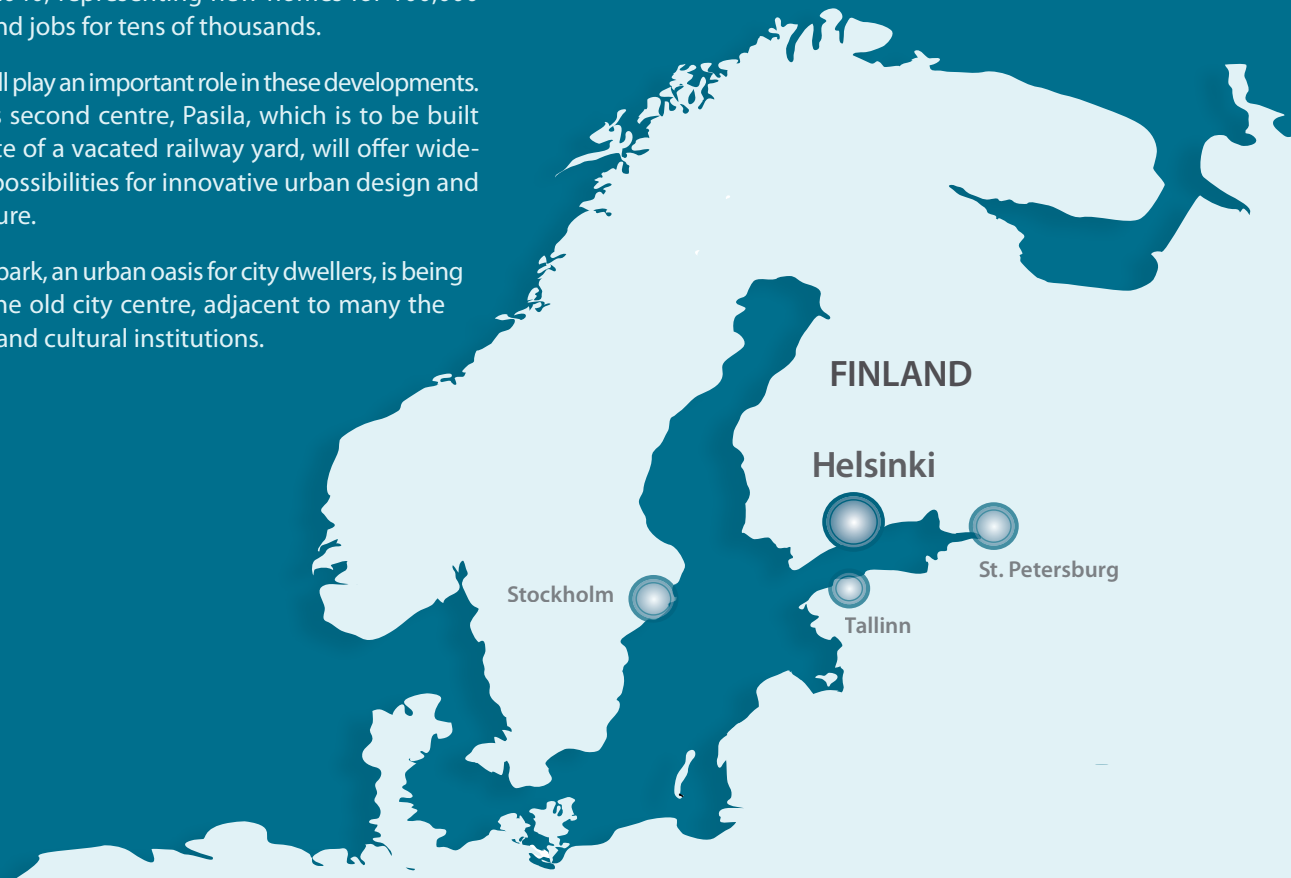 nd jobs for tens of thousands.
ll play an important role in these developments.
s second centre, Pasila, which is to be built
te of a vacated railway yard, will offer wide-
possibilities for innovative urban design and
ure.
park, an urban oasis for city dwellers, is being
he old city centre, adjacent to many the
and cultural institutions.
FINLAND
Helsinki
St. Petersburg
Stockholm
Tallinn